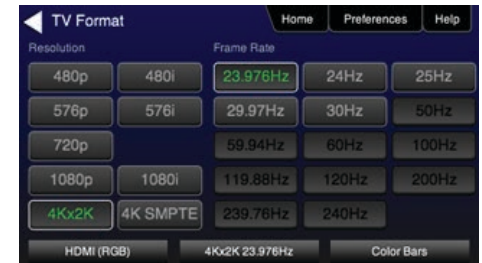 TV Format Home Preferences Help
Resolution Frame Rate
480p 480i 23.976Hz 24Hz 25Hz
576p 576i 29.97Hz 30Hz 50Hz
720p 59.94Hz 60Hz 100Hz
1080p 1080i 119.88Hz 120Hz 200Hz
4Kx2K 4K SMPTE 239.76Hz 240Hz
HDMI (RGB) 4Kx2K 23.976Hz Color Bars